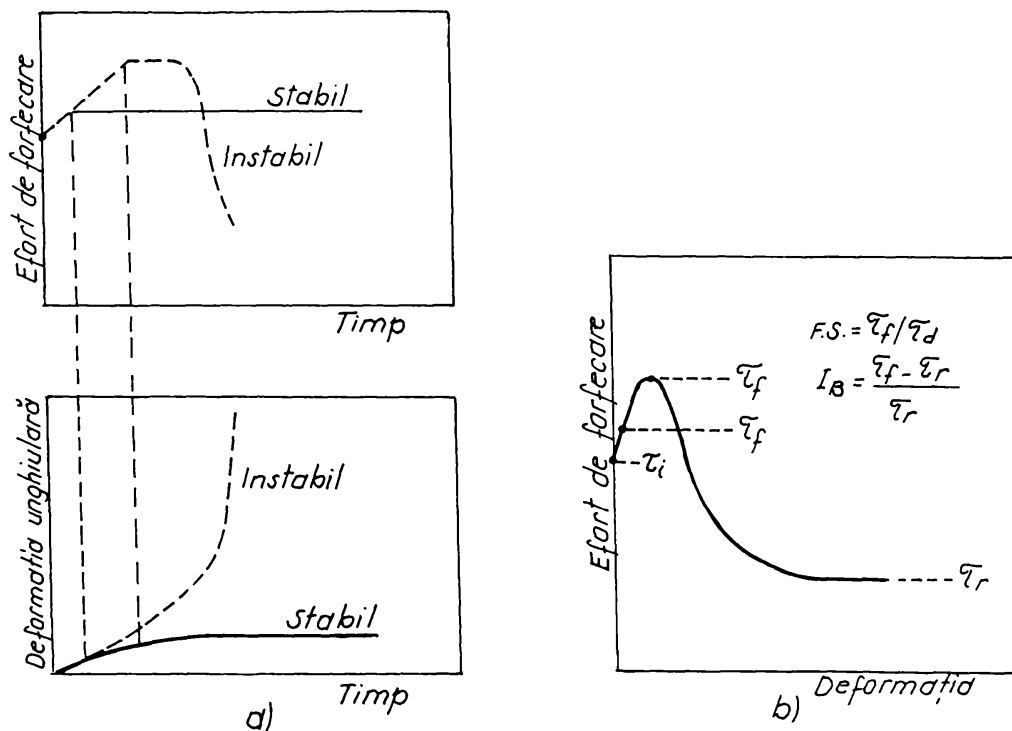 Efort de forfecare
Stabil
Instabil
Timp
Deformatia unghiulară
Instabil
Stabil
Timp
a)
Efort de forfecare
F.S. = τf/τd
IB = τf - τr / τr
τf
τf
τi
τr
Deformația
b)